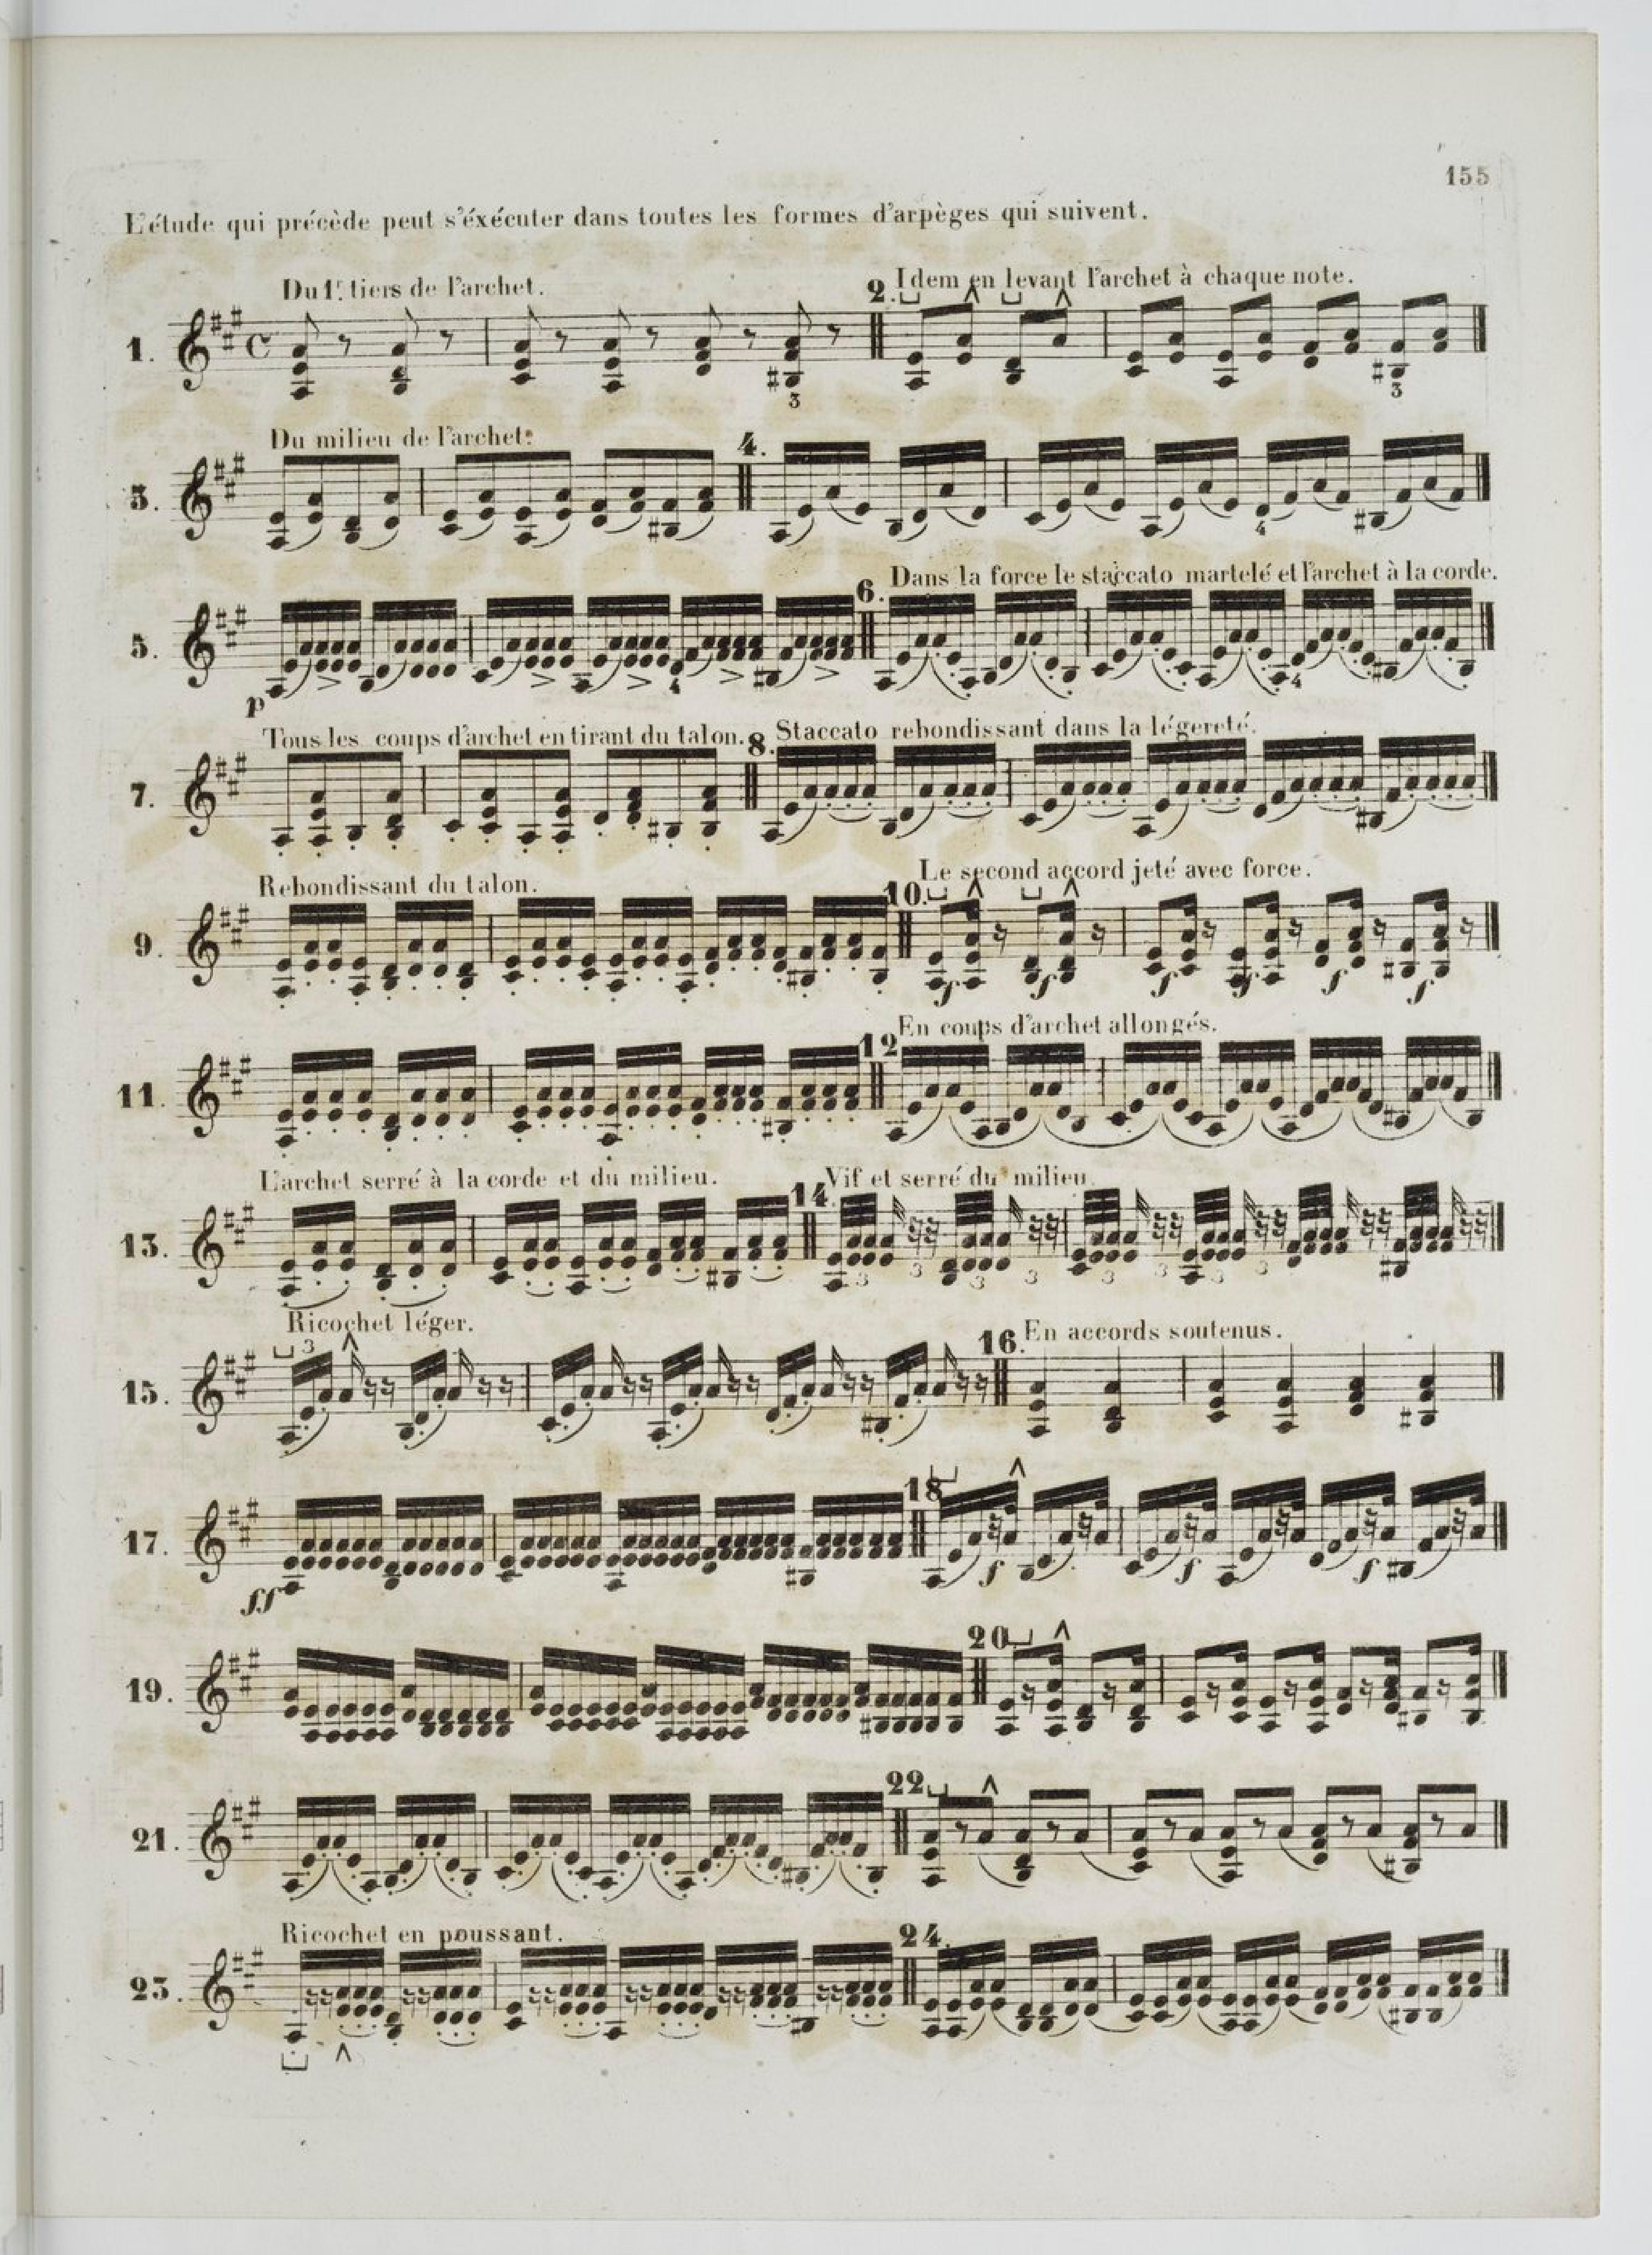 155
L'étude qui précède peut s'éxécuter dans toutes les formes d'arpèges qui suivent.
Du 1r. tiers de l'archet.
2. Idem en levant l'archet à chaque note.
1.
3
3
Du milieu de l'archet.
4.
3.
4
6. Dans la force le staccato martelé et l'archet à la corde.
5.
p
4
4
Tous les coups d'archet en tirant du talon.
8. Staccato rebondissant dans la légereté.
7.
Rebondissant du talon.
10. Le second accord jeté avec force.
9.
f f f f f f
12 En coups d'archet allongés.
11.
L'archet serré à la corde et du milieu.
14 Vif et serré du milieu
13.
3 3 3 3 3 3 3 3
Ricochet léger.
3
16. En accords soutenus.
15.
18
17.
ff
f f f
20
19.
22
21.
Ricochet en poussant.
24.
23.